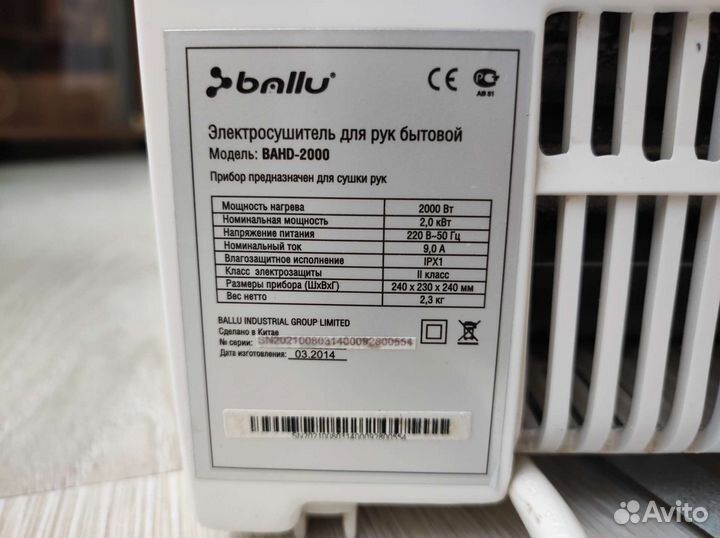 ballu®
CE PG
АВ 81
Электросушитель для рук бытовой
Модель: BAHD-2000
Прибор предназначен для сушки рук
Мощность нагрева 2000 Вт
Номинальная мощность 2,0 кВт
Напряжение питания 220 В~50 Гц
Номинальный ток 9,0 А
Влагозащитное исполнение IPX1
Класс электрозащиты II класс
Размеры прибора (ШхВхГ) 240 x 230 x 240 мм
Вес нетто 2,3 кг
BALLU INDUSTRIAL GROUP LIMITED
Сделано в Китае
№ серии: SN2021008031400092800554
Дата изготовления: 03.2014
Avito